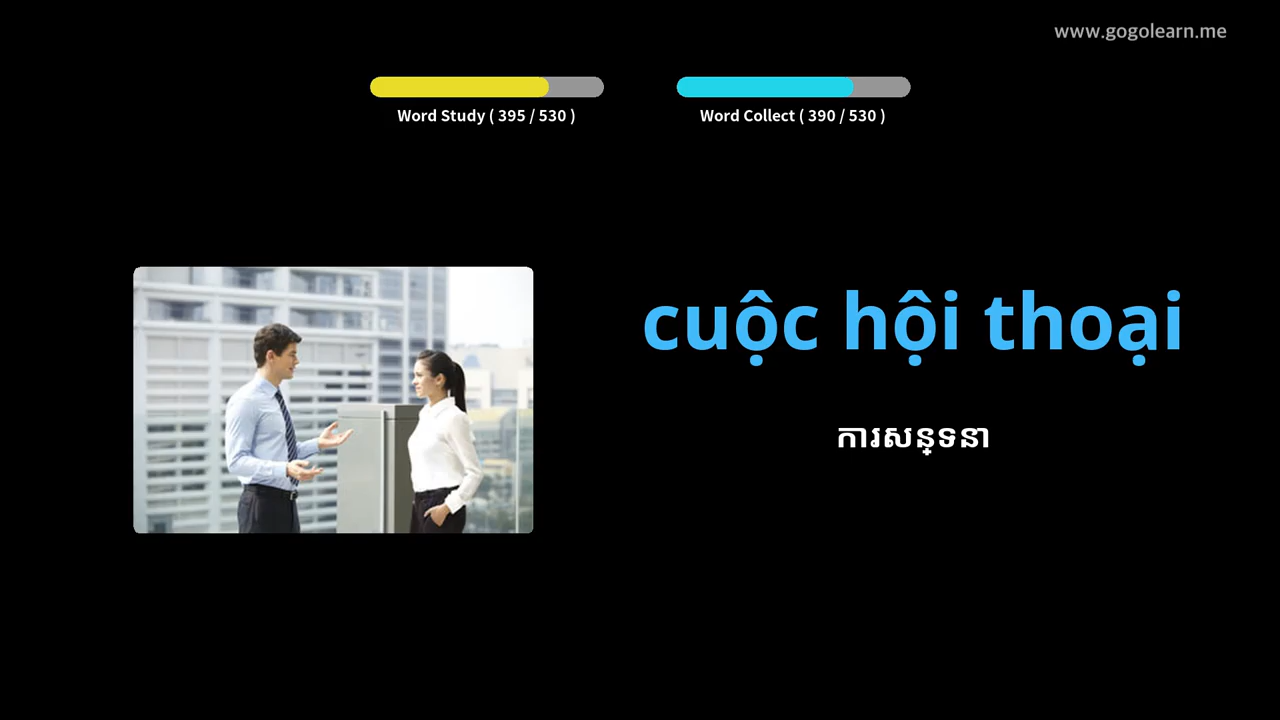 www.gogolearn.me
Word Study ( 395 / 530 )
Word Collect ( 390 / 530 )
cuộc hội thoại
ការសន្ទនា